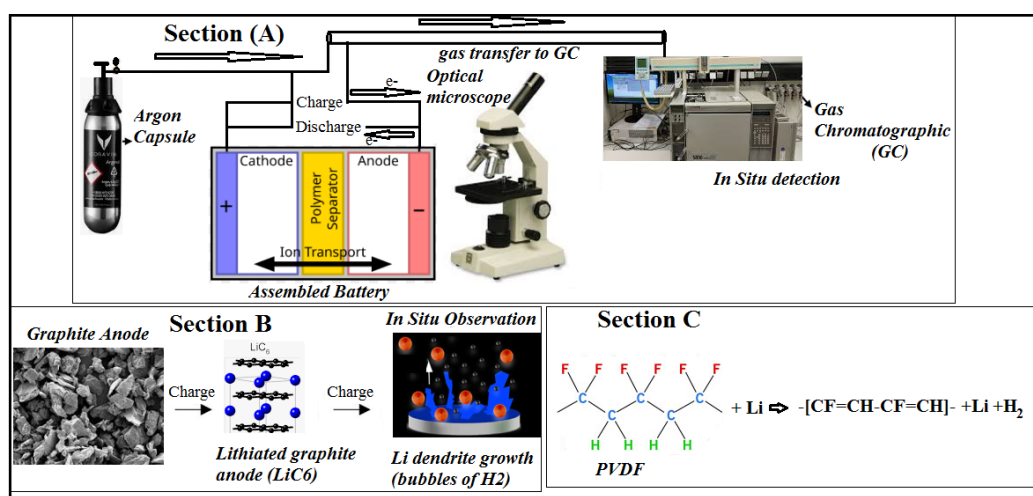 Section (A)
gas transfer to GC
e-
Optical
microscope
Charge
Discharge
e-
Argon
Capsule
Argon
Cathode
Polymer
Separator
Anode
+
−
Ion Transport
Assembled Battery
Gas
Chromatographic
(GC)
In Situ detection
Section B
Graphite Anode
Charge
LiC6
Lithiated graphite
anode (LiC6)
Charge
In Situ Observation
Li dendrite growth
(bubbles of H2)
Section C
F F F F F F
C C C
C C
H H H H
PVDF
+ Li ⇨ -[CF=CH-CF=CH]- +Li +H2